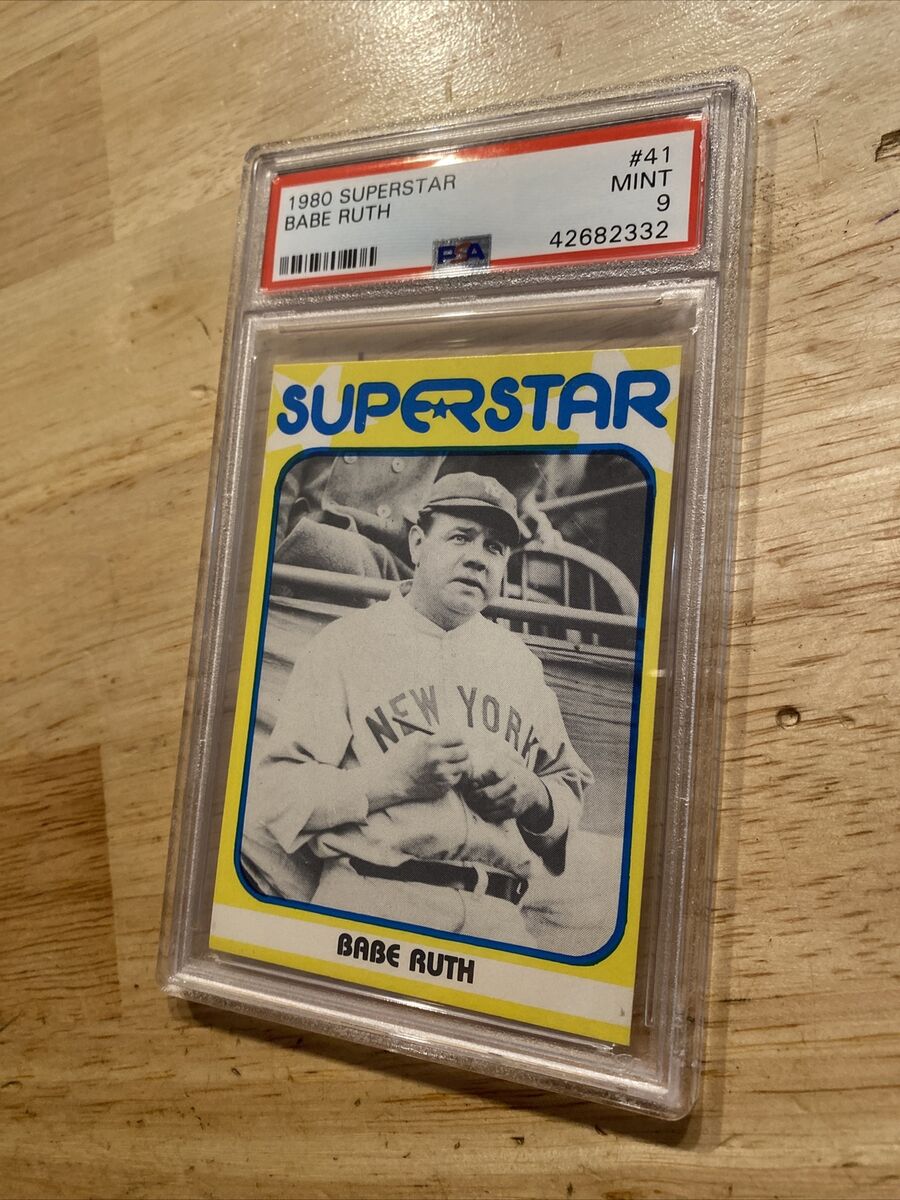 1980 SUPERSTAR
BABE RUTH
#41
MINT
9
42682332
PSA
SUPERSTAR
NEW YORK
BABE RUTH